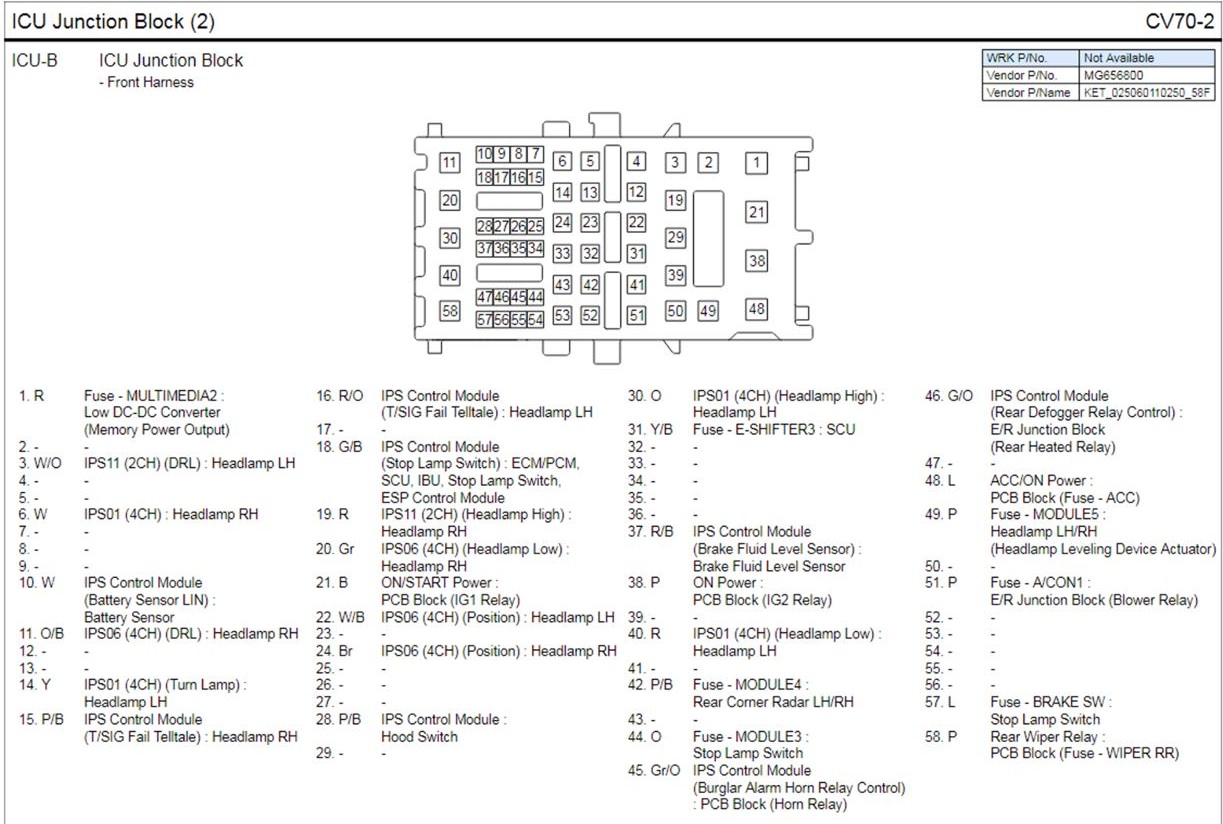 ICU Junction Block (2)
CV70-2
ICU-B ICU Junction Block
- Front Harness
WRK P/No. Not Available
Vendor P/No. MG656800
Vendor P/Name KET_025060110250_58F
11 10 9 8 7 6 5 4 3 2 1
18 17 16 15 14 13 12
20 19 21
28 27 26 25 24 23 22
30 29
37 36 35 34 33 32 31 38
40 39
43 42 41
47 46 45 44
58 57 56 55 54 53 52 51 50 49 48
1. R Fuse - MULTIMEDIA2 :
Low DC-DC Converter
(Memory Power Output)
2. - -
3. W/O IPS11 (2CH) (DRL) : Headlamp LH
4. - -
5. - -
6. W IPS01 (4CH) : Headlamp RH
7. - -
8. - -
9. - -
10. W IPS Control Module
(Battery Sensor LIN) :
Battery Sensor
11. O/B IPS06 (4CH) (DRL) : Headlamp RH
12. - -
13. - -
14. Y IPS01 (4CH) (Turn Lamp) :
Headlamp LH
15. P/B IPS Control Module
(T/SIG Fail Telltale) : Headlamp RH
16. R/O IPS Control Module
(T/SIG Fail Telltale) : Headlamp LH
17. - -
18. G/B IPS Control Module
(Stop Lamp Switch) : ECM/PCM,
SCU, IBU, Stop Lamp Switch,
ESP Control Module
19. R IPS11 (2CH) (Headlamp High) :
Headlamp RH
20. Gr IPS06 (4CH) (Headlamp Low) :
Headlamp RH
21. B ON/START Power :
PCB Block (IG1 Relay)
22. W/B IPS06 (4CH) (Position) : Headlamp LH
23. - -
24. Br IPS06 (4CH) (Position) : Headlamp RH
25. - -
26. - -
27. - -
28. P/B IPS Control Module :
Hood Switch
29. - -
30. O IPS01 (4CH) (Headlamp High) :
Headlamp LH
31. Y/B Fuse - E-SHIFTER3 : SCU
32. - -
33. - -
34. - -
35. - -
36. - -
37. R/B IPS Control Module
(Brake Fluid Level Sensor) :
Brake Fluid Level Sensor
38. P ON Power :
PCB Block (IG2 Relay)
39. - -
40. R IPS01 (4CH) (Headlamp Low) :
Headlamp LH
41. - -
42. P/B Fuse - MODULE4 :
Rear Corner Radar LH/RH
43. - -
44. O Fuse - MODULE3 :
Stop Lamp Switch
45. Gr/O IPS Control Module
(Burglar Alarm Horn Relay Control)
: PCB Block (Horn Relay)
46. G/O IPS Control Module
(Rear Defogger Relay Control) :
E/R Junction Block
(Rear Heated Relay)
47. - -
48. L ACC/ON Power :
PCB Block (Fuse - ACC)
49. P Fuse - MODULE5 :
Headlamp LH/RH
(Headlamp Leveling Device Actuator)
50. - -
51. P Fuse - A/CON1 :
E/R Junction Block (Blower Relay)
52. - -
53. - -
54. - -
55. - -
56. - -
57. L Fuse - BRAKE SW :
Stop Lamp Switch
58. P Rear Wiper Relay :
PCB Block (Fuse - WIPER RR)